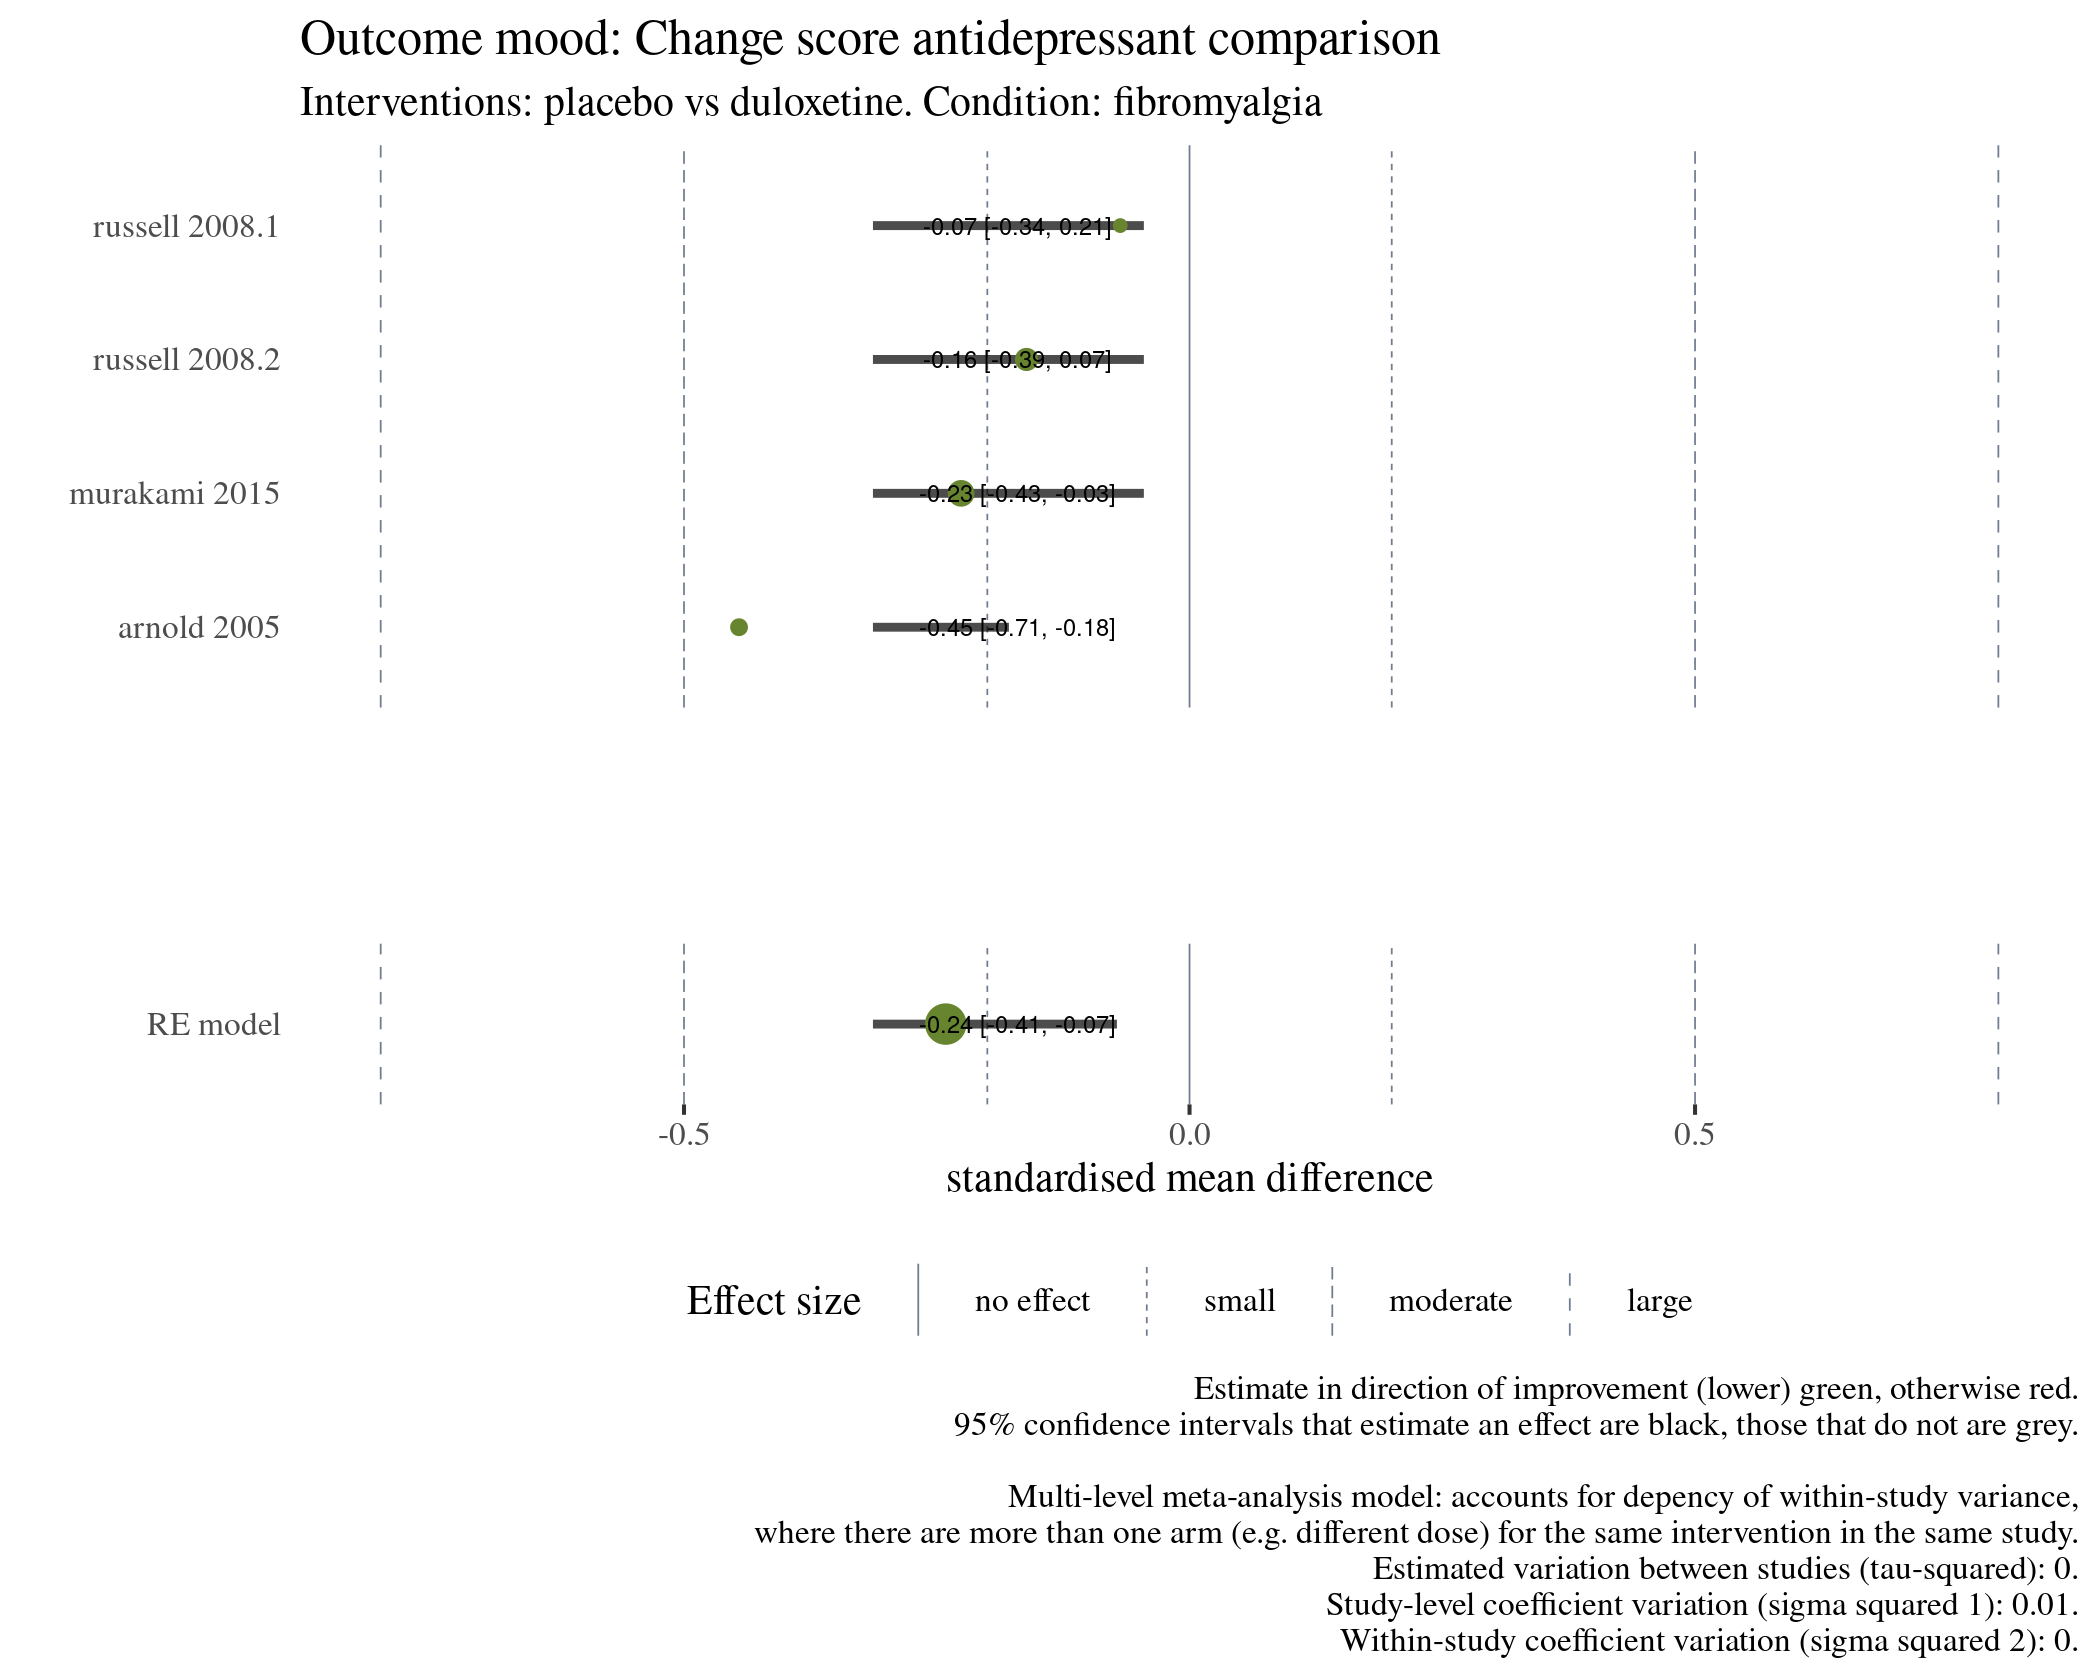 Outcome mood: Change score antidepressant comparison
Interventions: placebo vs duloxetine. Condition: fibromyalgia
russell 2008.1
-0.07 [-0.34, 0.21]
russell 2008.2
-0.16 [-0.39, 0.07]
murakami 2015
-0.23 [-0.43, -0.03]
arnold 2005
-0.45 [-0.71, -0.18]
RE model
-0.24 [-0.41, -0.07]
-0.5 0.0 0.5
standardised mean difference
Effect size no effect small moderate large
Estimate in direction of improvement (lower) green, otherwise red.
95% confidence intervals that estimate an effect are black, those that do not are grey.
Multi-level meta-analysis model: accounts for depency of within-study variance,
where there are more than one arm (e.g. different dose) for the same intervention in the same study.
Estimated variation between studies (tau-squared): 0.
Study-level coefficient variation (sigma squared 1): 0.01.
Within-study coefficient variation (sigma squared 2): 0.